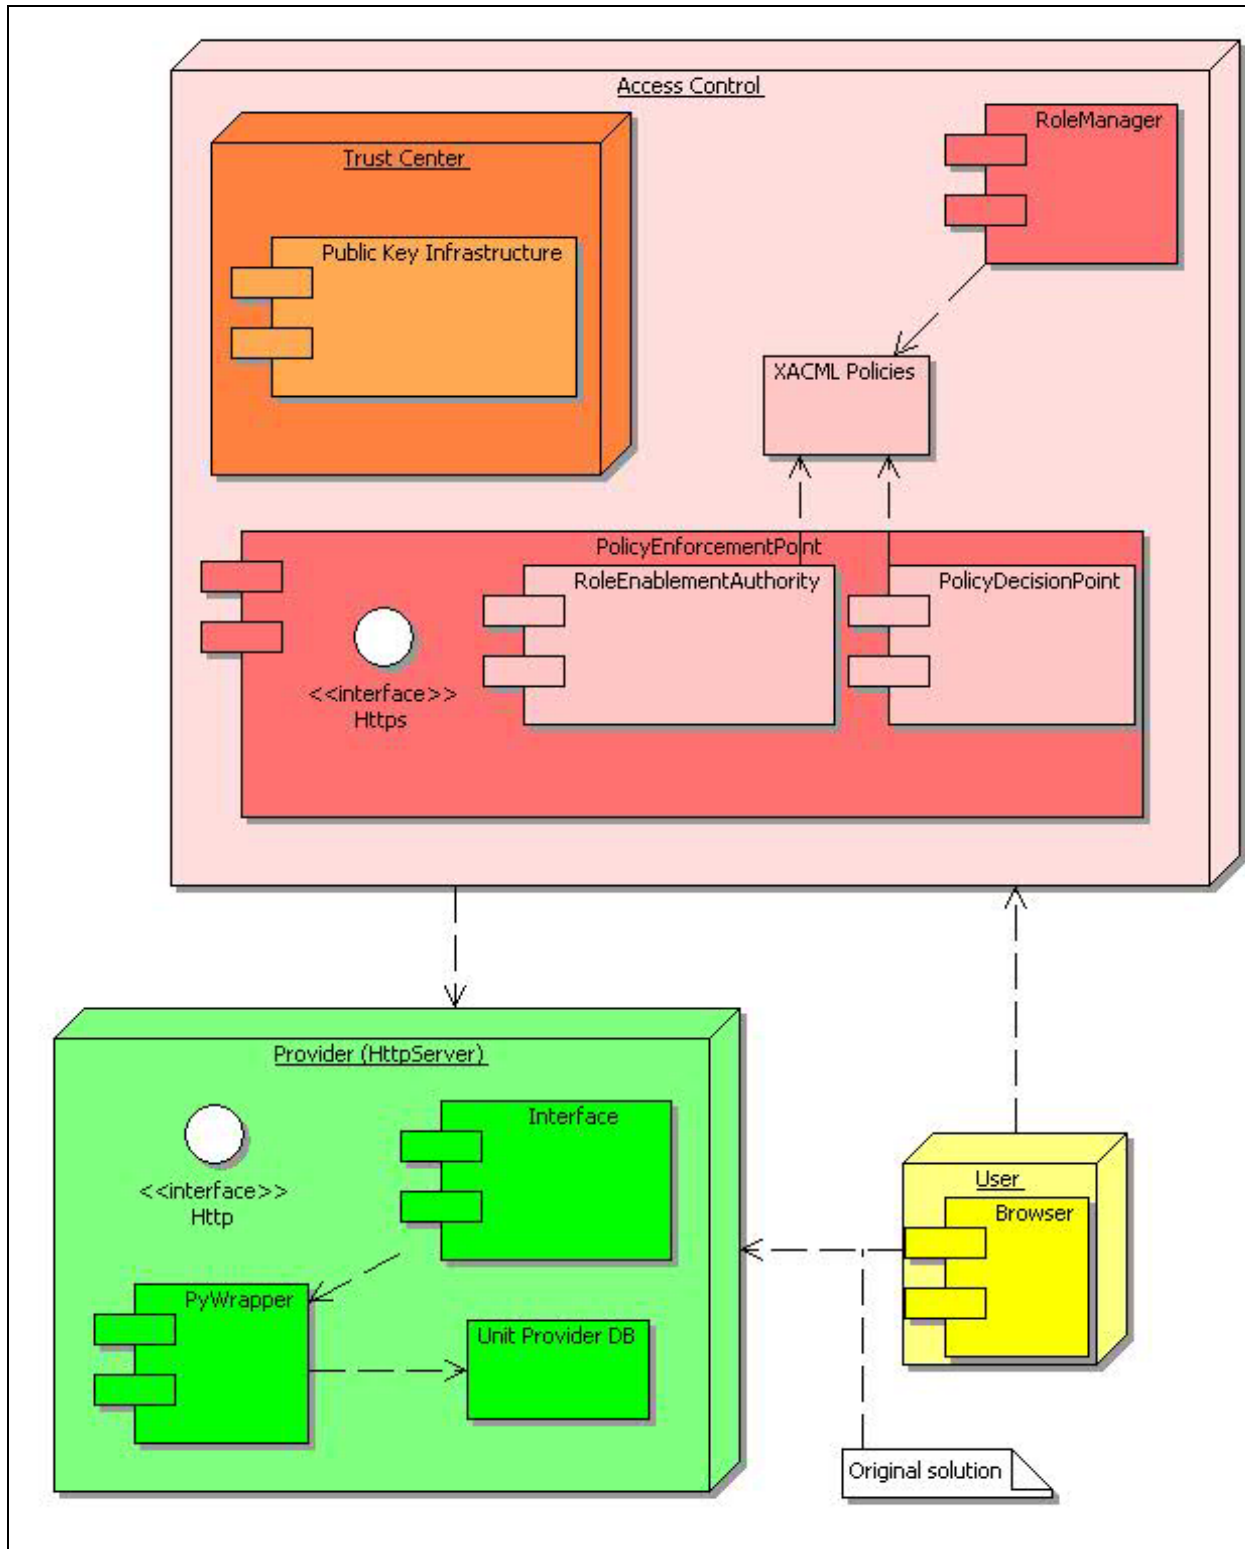 Access Control
RoleManager
Trust Center
Public Key Infrastructure
XACML Policies
PolicyEnforcementPoint
RoleEnablementAuthority
PolicyDecisionPoint
<<interface>>
Https
Provider (HttpServer)
Interface
<<interface>>
Http
User
Browser
PyWrapper
Unit Provider DB
Original solution